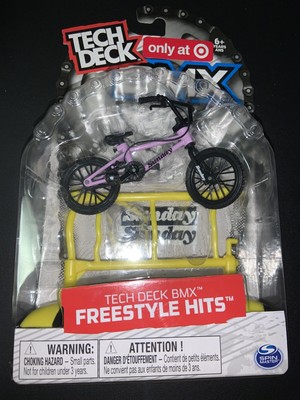 TECH
DECK
only at
6+
YEARS
ANS
BMX
Sunday
Sunday
Sunday
TECH DECK BMX™
FREESTYLE HITS™
WARNING:
CHOKING HAZARD – Small parts.
Not for children under 3 years.
ATTENTION !
DANGER D'ÉTOUFFEMENT – Contient de petits éléments.
Ne convient pas aux enfants de moins de 3 ans.
SPIN
MASTER